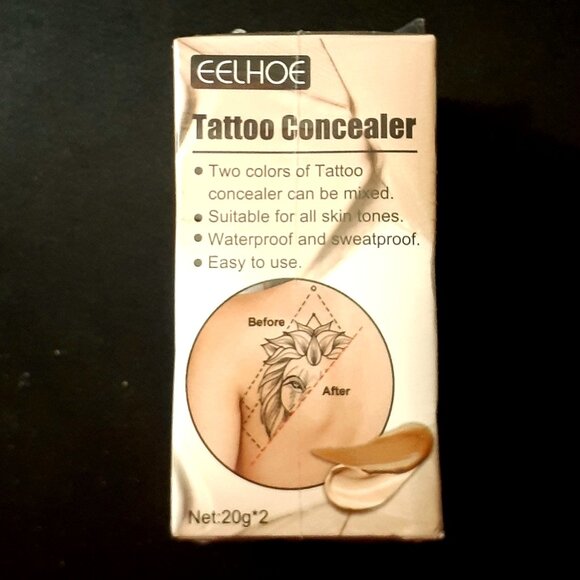 EELHOE
Tattoo Concealer
• Two colors of Tattoo
concealer can be mixed.
• Suitable for all skin tones.
• Waterproof and sweatproof.
• Easy to use.
Before
After
Net:20g*2